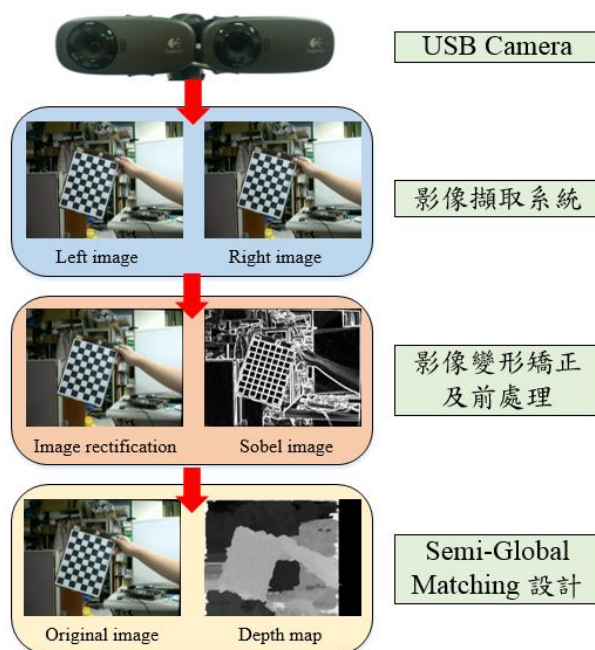 USB Camera
Left image
Right image
影像擷取系統
Image rectification
Sobel image
影像變形矯正
及前處理
Original image
Depth map
Semi-Global
Matching 設計